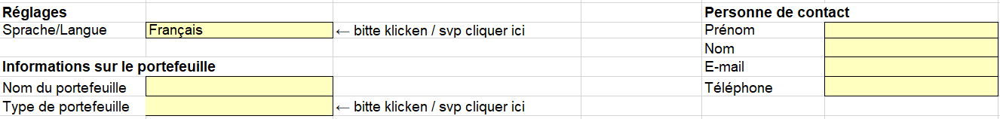 Réglages
Personne de contact
Sprache/Langue Français ← bitte klicken / svp cliquer ici
Prénom
Nom
Informations sur le portefeuille
E-mail
Nom du portefeuille
Téléphone
Type de portefeuille ← bitte klicken / svp cliquer ici